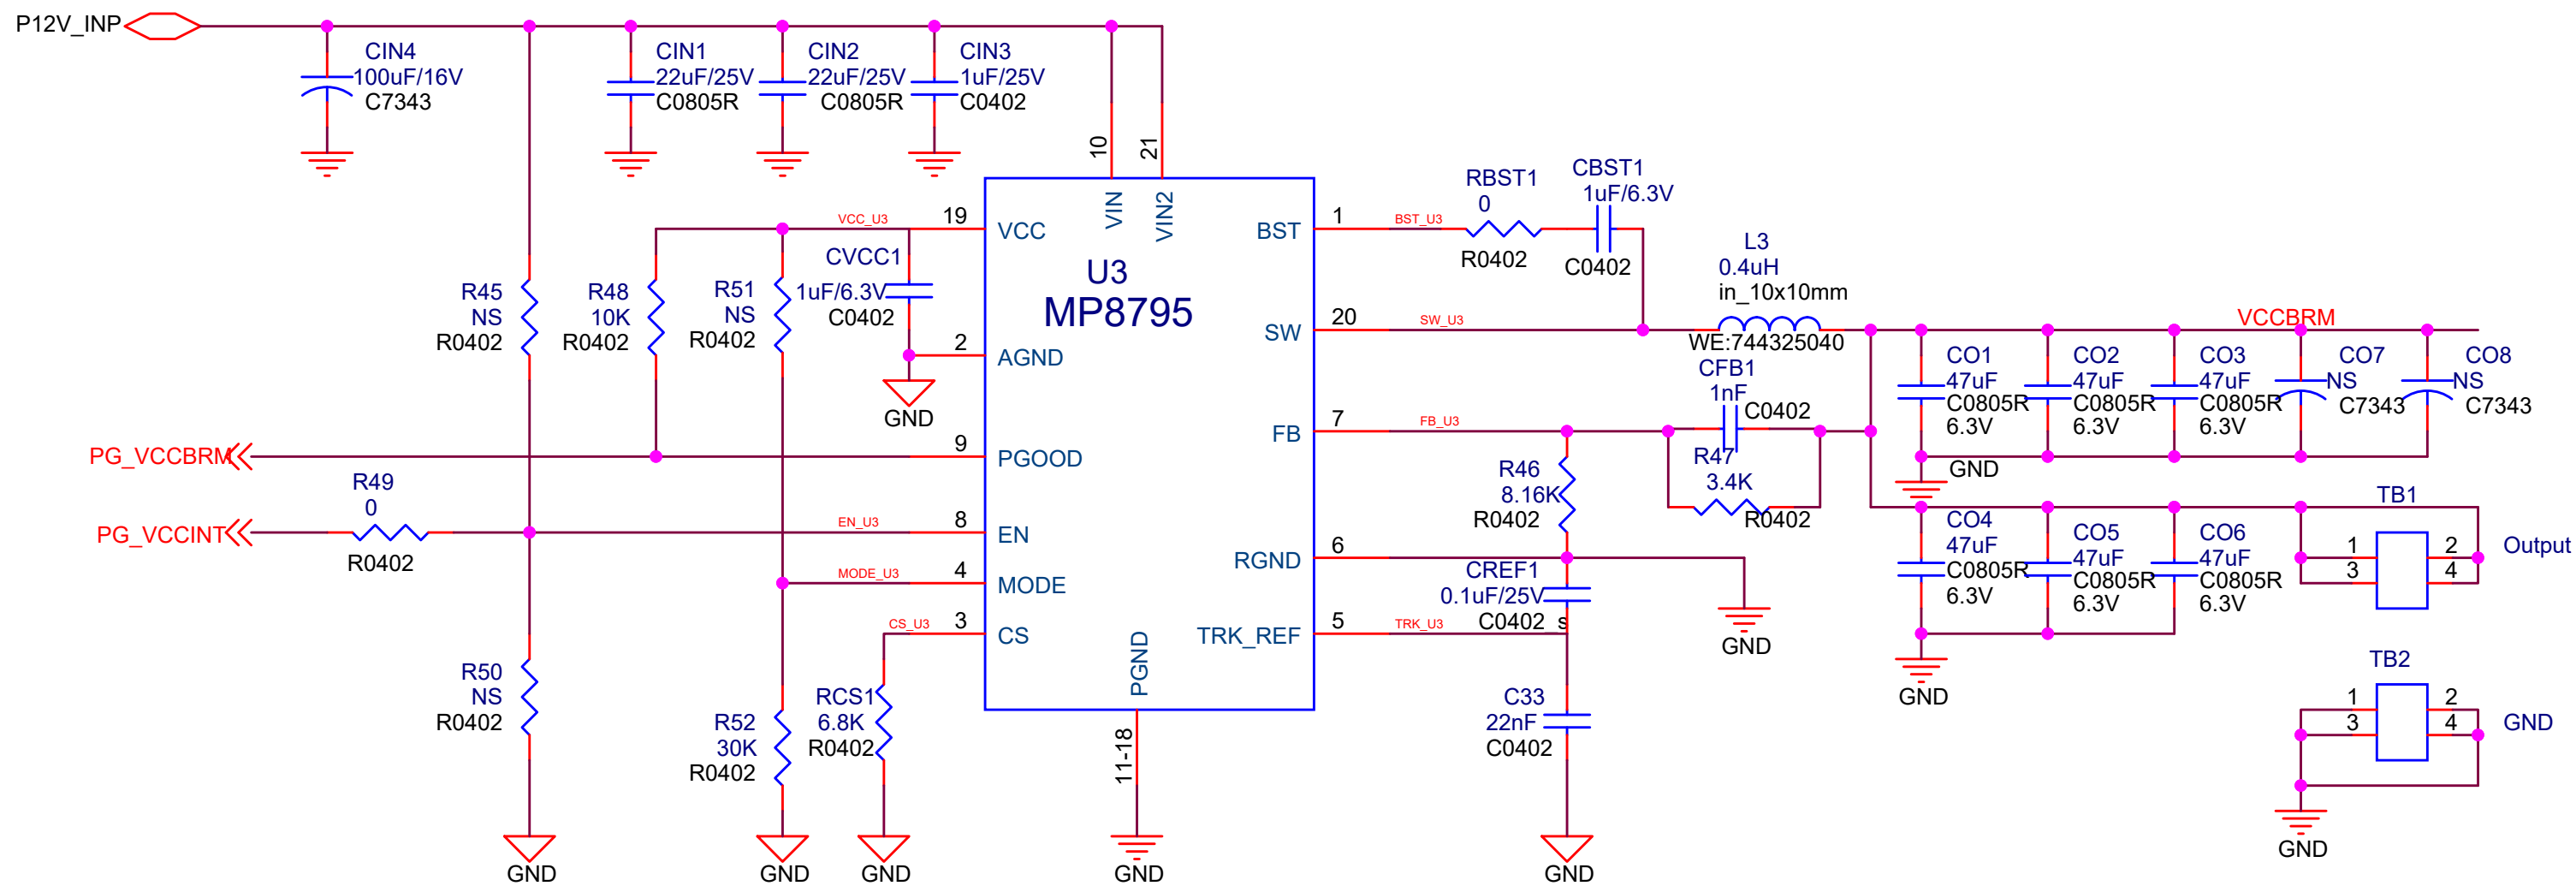 P12V_INP
CIN4
100uF/16V
C7343
CIN1
22uF/25V
C0805R
CIN2
22uF/25V
C0805R
CIN3
1uF/25V
C0402
10
21
VIN
VIN2
U3
MP8795
VCC_U3
19
VCC
CVCC1
1uF/6.3V
C0402
2
AGND
GND
R45
NS
R0402
R48
10K
R0402
R51
NS
R0402
PG_VCCBRM
9
PGOOD
R49
0
R0402
PG_VCCINT
EN_U3
8
EN
MODE_U3
4
MODE
CS_U3
3
CS
R50
NS
R0402
GND
R52
30K
R0402
GND
RCS1
6.8K
R0402
GND
PGND
11-18
GND
BST
1
BST_U3
RBST1
0
R0402
CBST1
1uF/6.3V
C0402
SW
20
SW_U3
L3
0.4uH
in_10x10mm
WE:744325040
FB
7
FB_U3
CFB1
1nF
C0402
R47
3.4K
R0402
R46
8.16K
R0402
RGND
6
GND
CREF1
0.1uF/25V
C0402_s
TRK_REF
5
TRK_U3
C33
22nF
C0402
GND
VCCBRM
CO1
47uF
C0805R
6.3V
CO2
47uF
C0805R
6.3V
CO3
47uF
C0805R
6.3V
CO7
NS
C7343
CO8
NS
C7343
GND
CO4
47uF
C0805R
6.3V
CO5
47uF
C0805R
6.3V
CO6
47uF
C0805R
6.3V
GND
TB1
1
2
3
4
Output
TB2
1
2
3
4
GND
GND